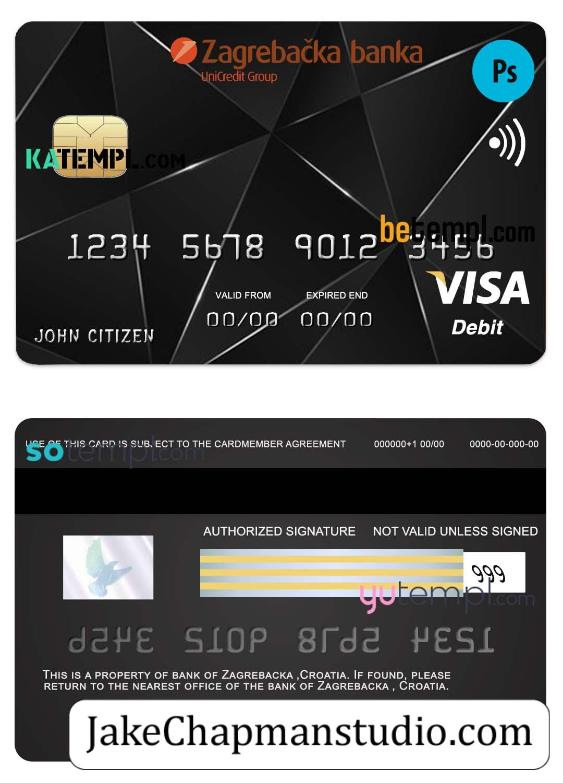 Zagrebačka banka
UniCredit Group
Ps
KATEMPL.com
betempl.com
1234 5678 9012 3456
VALID FROM EXPIRED END
00/00 00/00
VISA
Debit
JOHN CITIZEN
USE OF THIS CARD IS SUBJECT TO THE CARDMEMBER AGREEMENT 000000+1 00/00 0000-00-000-00
sotempl.com
AUTHORIZED SIGNATURE NOT VALID UNLESS SIGNED
999
yutempl.com
THIS IS A PROPERTY OF BANK OF ZAGREBACKA ,CROATIA. IF FOUND, PLEASE
RETURN TO THE NEAREST OFFICE OF THE BANK OF ZAGREBACKA , CROATIA.
JakeChapmanstudio.com